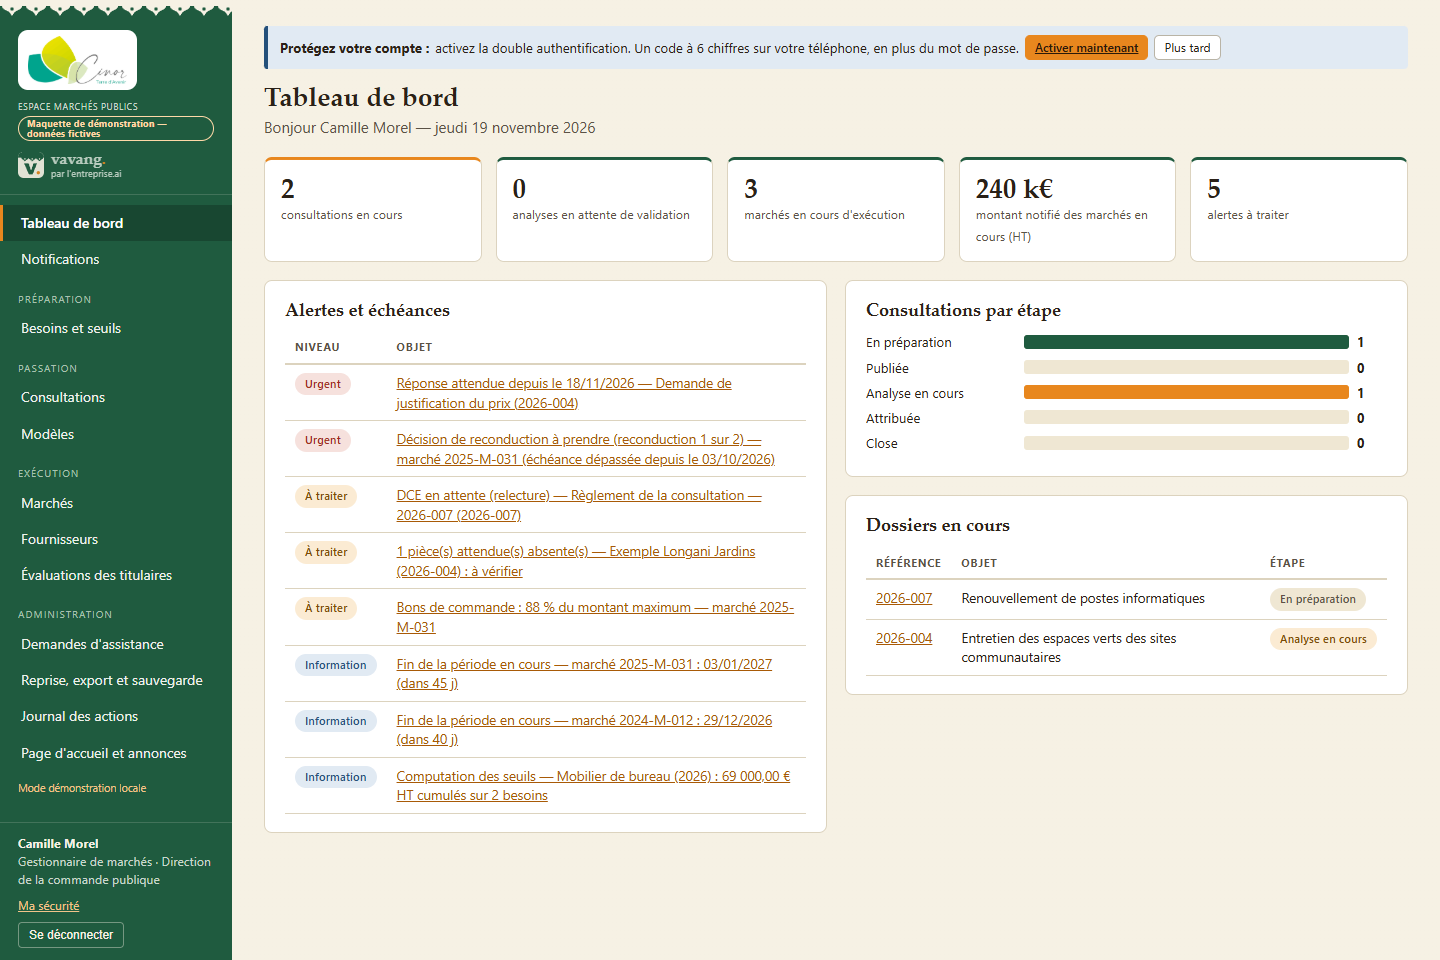 Cinor
Terre d'Avenir
ESPACE MARCHÉS PUBLICS
Maquette de démonstration —
données fictives
vavang.
par l'entreprise.ai
Tableau de bord
Notifications
PRÉPARATION
Besoins et seuils
PASSATION
Consultations
Modèles
EXÉCUTION
Marchés
Fournisseurs
Évaluations des titulaires
ADMINISTRATION
Demandes d'assistance
Reprise, export et sauvegarde
Journal des actions
Page d'accueil et annonces
Mode démonstration locale
Camille Morel
Gestionnaire de marchés · Direction
de la commande publique
Ma sécurité
Se déconnecter
Protégez votre compte : activez la double authentification. Un code à 6 chiffres sur votre téléphone, en plus du mot de passe. Activer maintenant Plus tard
Tableau de bord
Bonjour Camille Morel — jeudi 19 novembre 2026
2
consultations en cours
0
analyses en attente de validation
3
marchés en cours d'exécution
240 k€
montant notifié des marchés en
cours (HT)
5
alertes à traiter
Alertes et échéances
NIVEAU OBJET
Urgent Réponse attendue depuis le 18/11/2026 — Demande de
justification du prix (2026-004)
Urgent Décision de reconduction à prendre (reconduction 1 sur 2) —
marché 2025-M-031 (échéance dépassée depuis le 03/10/2026)
À traiter DCE en attente (relecture) — Règlement de la consultation —
2026-007 (2026-007)
À traiter 1 pièce(s) attendue(s) absente(s) — Exemple Longani Jardins
(2026-004) : à vérifier
À traiter Bons de commande : 88 % du montant maximum — marché 2025-
M-031
Information Fin de la période en cours — marché 2025-M-031 : 03/01/2027
(dans 45 j)
Information Fin de la période en cours — marché 2024-M-012 : 29/12/2026
(dans 40 j)
Information Computation des seuils — Mobilier de bureau (2026) : 69 000,00 €
HT cumulés sur 2 besoins
Consultations par étape
En préparation 1
Publiée 0
Analyse en cours 1
Attribuée 0
Close 0
Dossiers en cours
RÉFÉRENCE OBJET ÉTAPE
2026-007 Renouvellement de postes informatiques En préparation
2026-004 Entretien des espaces verts des sites
communautaires Analyse en cours